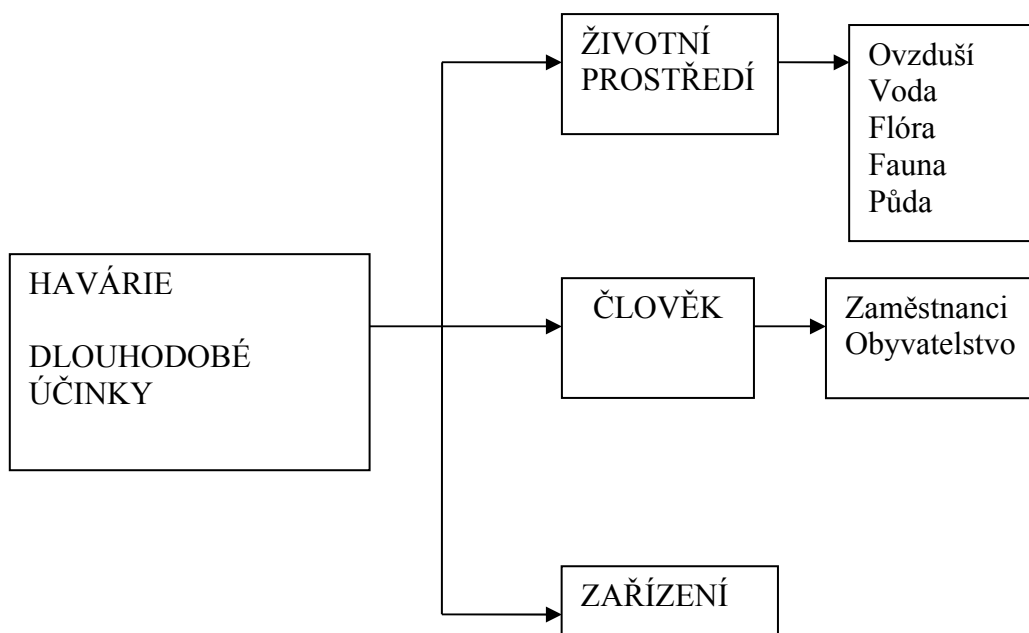 ŽIVOTNÍ
PROSTŘEDÍ
Ovzduší
Voda
Flóra
Fauna
Půda
HAVÁRIE
DLOUHODOBÉ
ÚČINKY
ČLOVĚK
Zaměstnanci
Obyvatelstvo
ZAŘÍZENÍ